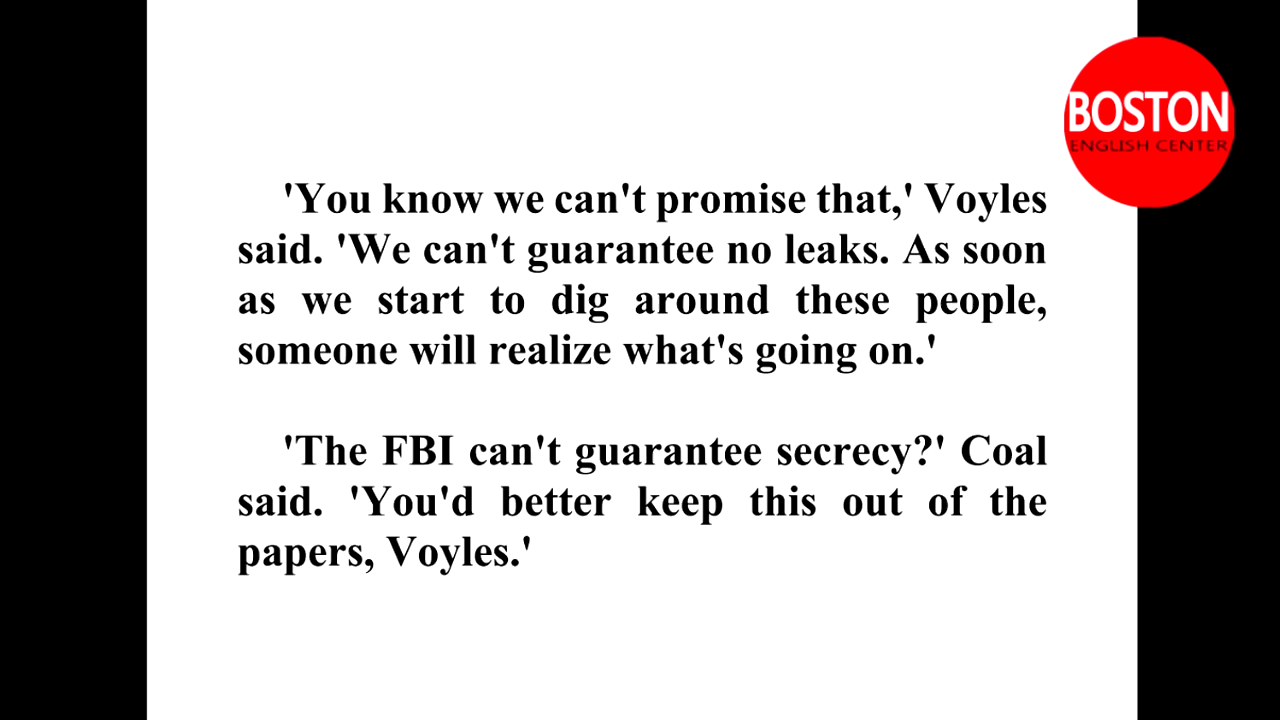 BOSTON
ENGLISH CENTER
'You know we can't promise that,' Voyles
said. 'We can't guarantee no leaks. As soon
as we start to dig around these people,
someone will realize what's going on.'
'The FBI can't guarantee secrecy?' Coal
said. 'You'd better keep this out of the
papers, Voyles.'